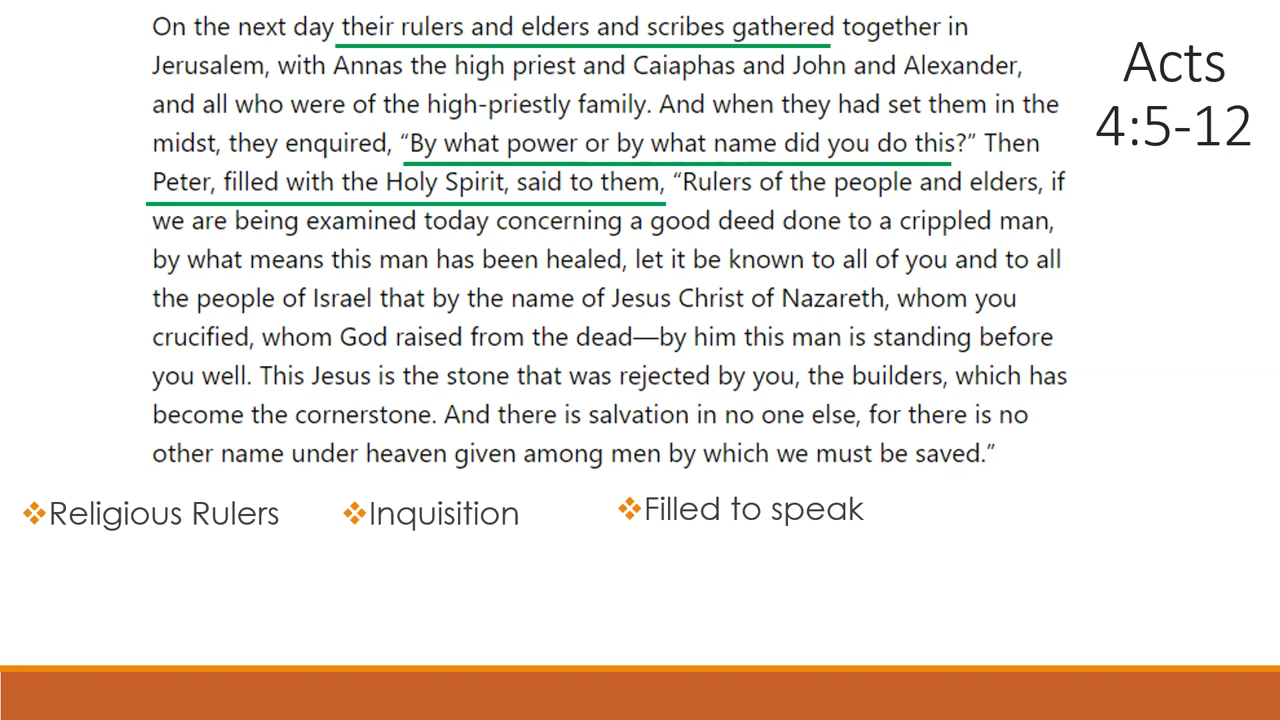 On the next day their rulers and elders and scribes gathered together in
Jerusalem, with Annas the high priest and Caiaphas and John and Alexander,
and all who were of the high-priestly family. And when they had set them in the
midst, they enquired, “By what power or by what name did you do this?” Then
Peter, filled with the Holy Spirit, said to them, “Rulers of the people and elders, if
we are being examined today concerning a good deed done to a crippled man,
by what means this man has been healed, let it be known to all of you and to all
the people of Israel that by the name of Jesus Christ of Nazareth, whom you
crucified, whom God raised from the dead—by him this man is standing before
you well. This Jesus is the stone that was rejected by you, the builders, which has
become the cornerstone. And there is salvation in no one else, for there is no
other name under heaven given among men by which we must be saved.”
Acts
4:5-12
Religious Rulers
Inquisition
Filled to speak